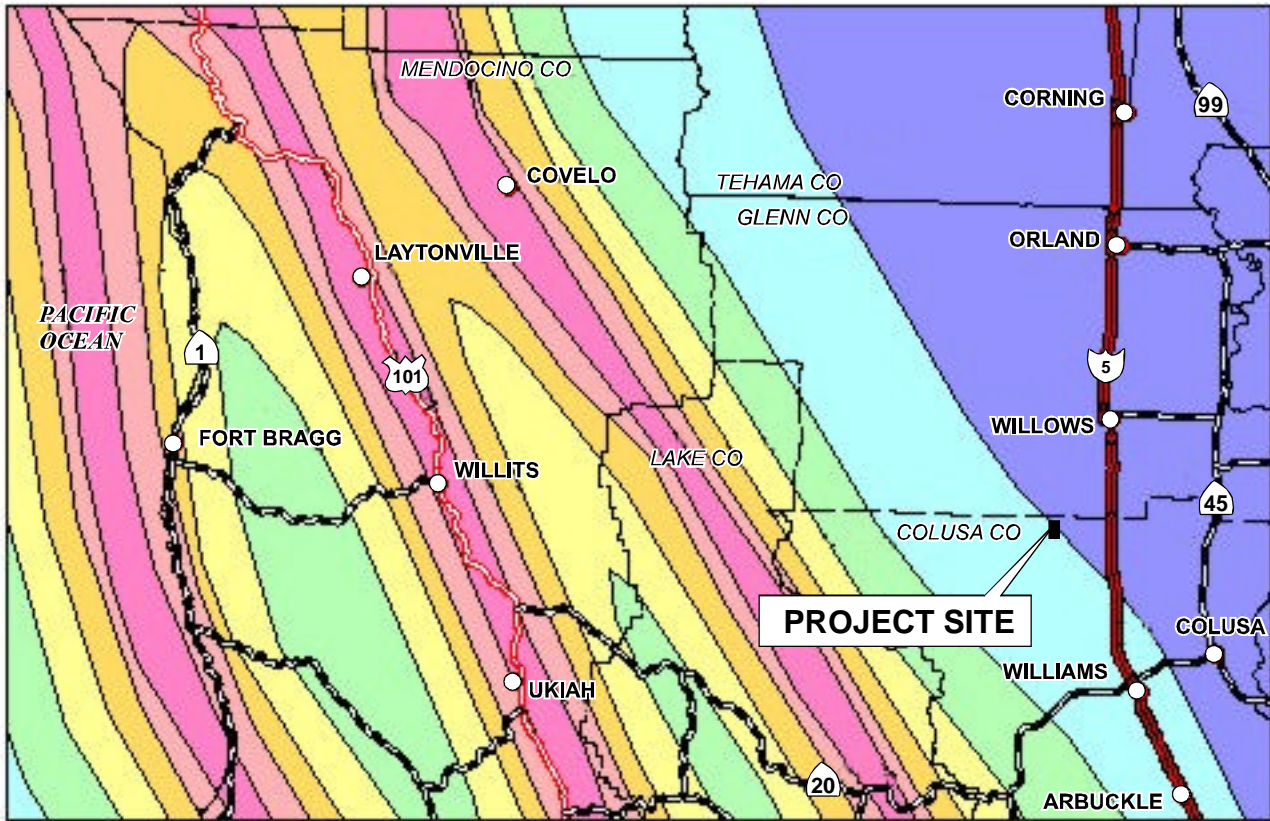 MENDOCINO CO
CORNING
99
COVELO
TEHAMA CO
GLENN CO
ORLAND
LAYTONVILLE
PACIFIC
OCEAN
1
101
5
WILLOWS
FORT BRAGG
LAKE CO
WILLITS
45
COLUSA CO
PROJECT SITE
COLUSA
WILLIAMS
UKIAH
20
ARBUCKLE